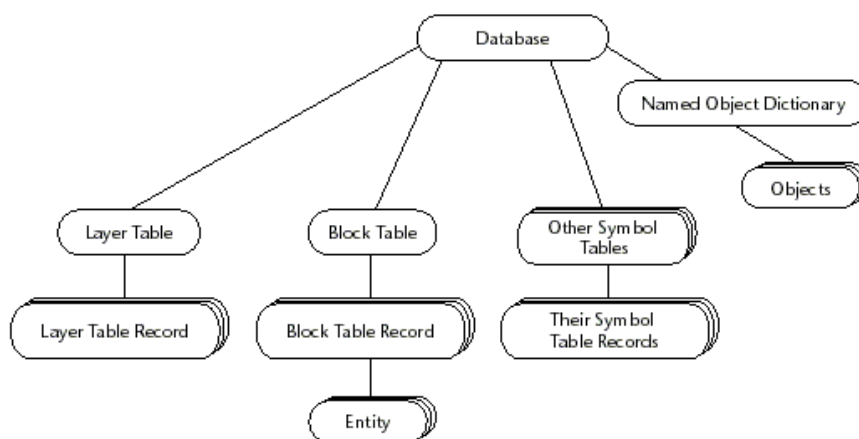 Database
Named Object Dictionary
Objects
Layer Table
Block Table
Other Symbol
Tables
Layer Table Record
Block Table Record
Their Symbol
Table Records
Entity